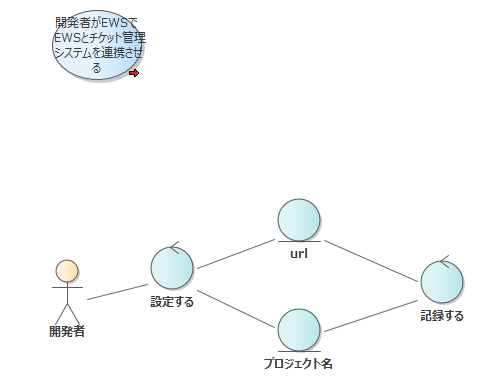 開発者がEWSで
EWSとチケット管理
システムを連携させ
る
url
設定する
記録する
開発者
プロジェクト名